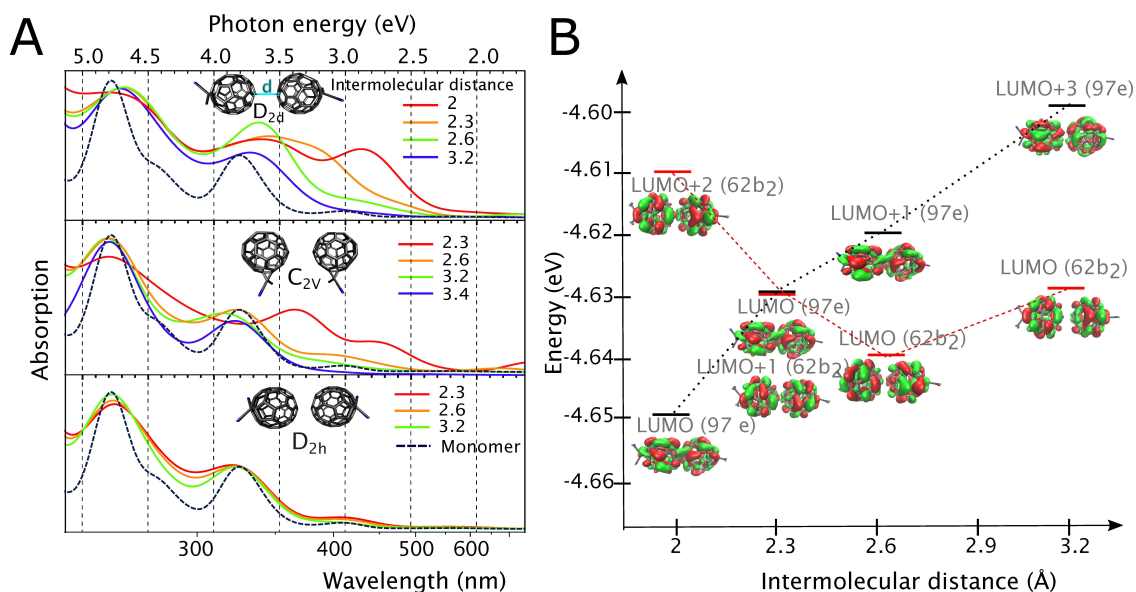 A
Photon energy (eV)
5.0 4.5 4.0 3.5 3.0 2.5 2.0
d
Intermolecular distance
D2d
2
2.3
2.6
3.2
C2V
2.3
2.6
3.2
3.4
D2h
2.3
2.6
3.2
Monomer
Absorption
300 400 500 600
Wavelength (nm)
B
Energy (eV)
-4.60
-4.61
-4.62
-4.63
-4.64
-4.65
-4.66
LUMO+3 (97e)
LUMO+2 (62b2)
LUMO+1 (97e)
LUMO (62b2)
LUMO (97e)
LUMO (62b2)
LUMO+1 (62b2)
LUMO (97 e)
2 2.3 2.6 2.9 3.2
Intermolecular distance (Å)